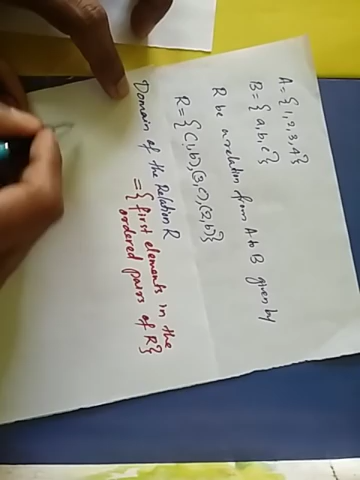 A = {1,2,3,4}
B = {a,b,c}
R be a relation from A to B given by
R = {(1,b),(3,c),(2,b)}
Domain of the Relation R
= {first elements in the
ordered pairs of R}